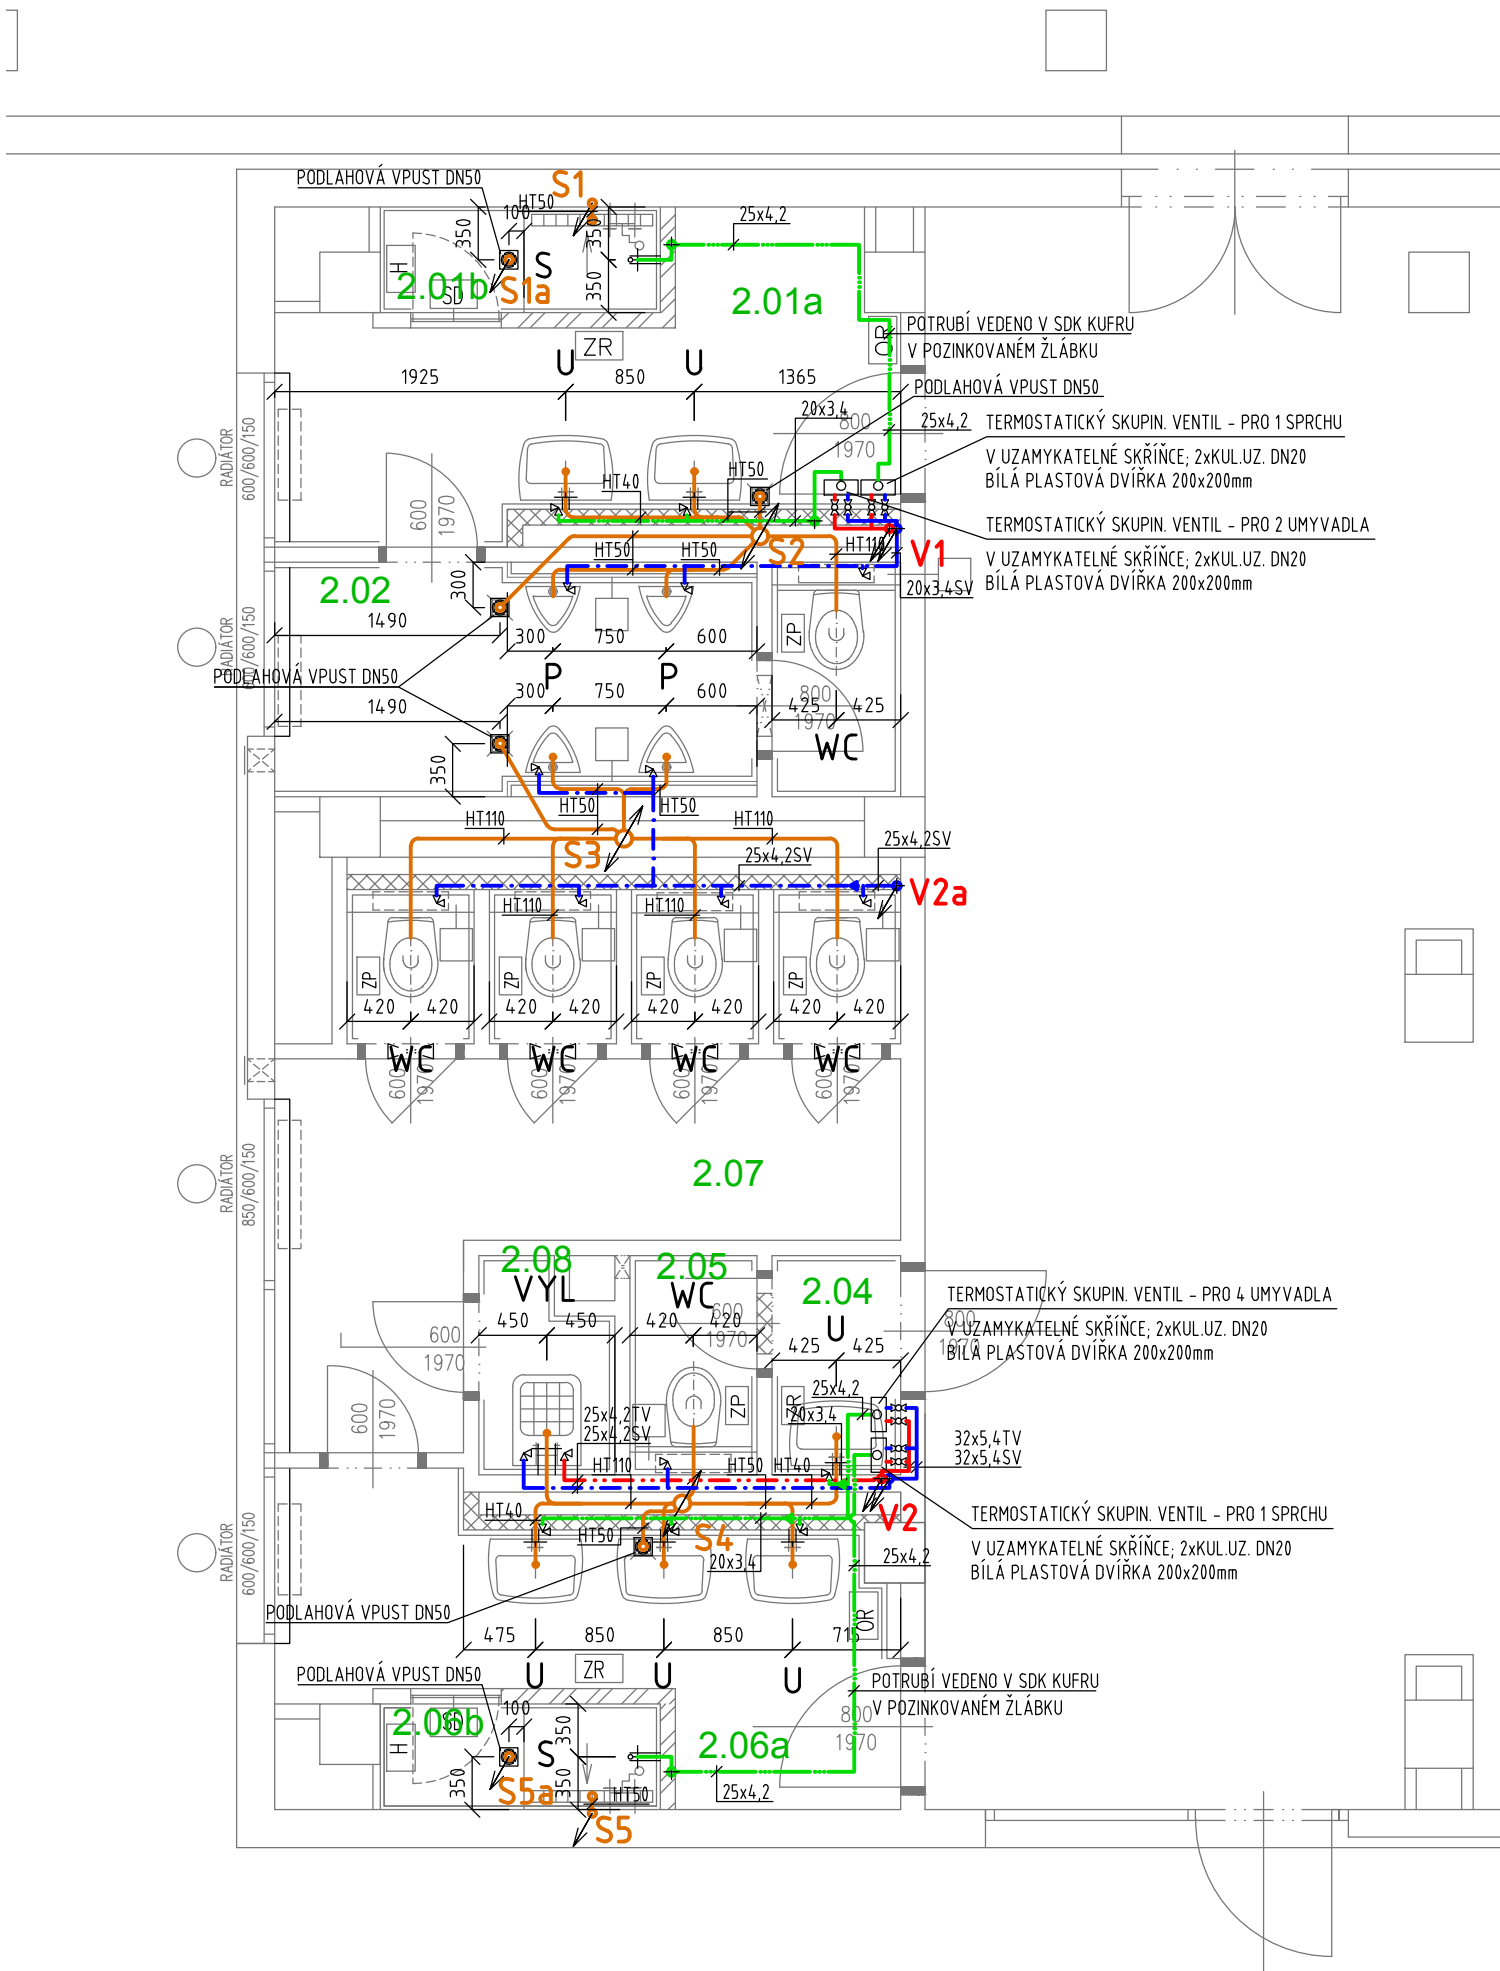 PODLAHOVÁ VPUST DN50
S1
HT50
100
350
350
350
25x4,2
H
S
SD
2.01b
S1a
2.01a
ZR
OR
POTRUBÍ VEDENO V SDK KUFRU
V POZINKOVANÉM ŽLÁBKU
U
U
1925
850
1365
PODLAHOVÁ VPUST DN50
20x3,4
800
1970
25x4,2
TERMOSTATICKÝ SKUPIN. VENTIL - PRO 1 SPRCHU
V UZAMYKATELNÉ SKŘÍŇCE; 2xKUL.UZ. DN20
BÍLÁ PLASTOVÁ DVÍŘKA 200x200mm
RADIÁTOR
600/600/150
HT50
HT40
600
1970
TERMOSTATICKÝ SKUPIN. VENTIL - PRO 2 UMYVADLA
V UZAMYKATELNÉ SKŘÍŇCE; 2xKUL.UZ. DN20
BÍLÁ PLASTOVÁ DVÍŘKA 200x200mm
HT50
HT50
S2
HT110
V1
20x3,4SV
2.02
300
1490
RADIÁTOR
600/600/150
300
750
600
ZP
PODLAHOVÁ VPUST DN50
P
P
300
750
600
800
1970
425
425
1490
WC
350
HT50
HT50
HT110
HT110
S3
25x4,2SV
25x4,2SV
V2a
HT110
HT110
ZP
ZP
ZP
ZP
420
420
420
420
420
420
420
420
WC
WC
WC
WC
600
1970
600
1970
600
1970
600
1970
RADIÁTOR
850/600/150
2.07
2.08
VYL
2.05
WC
2.04
U
TERMOSTATICKÝ SKUPIN. VENTIL - PRO 4 UMYVADLA
V UZAMYKATELNÉ SKŘÍŇCE; 2xKUL.UZ. DN20
BÍLÁ PLASTOVÁ DVÍŘKA 200x200mm
450
450
420
420
600
1970
425
425
800
1970
600
1970
600
1970
25x4,2
ZP
ZR
20x3,4
25x4,2TV
25x4,2SV
32x5,4TV
32x5,4SV
HT110
HT50
HT40
HT40
HT50
S4
V2
TERMOSTATICKÝ SKUPIN. VENTIL - PRO 1 SPRCHU
V UZAMYKATELNÉ SKŘÍŇCE; 2xKUL.UZ. DN20
BÍLÁ PLASTOVÁ DVÍŘKA 200x200mm
20x3,4
25x4,2
RADIÁTOR
600/600/150
PODLAHOVÁ VPUST DN50
OR
475
850
850
715
U
U
U
ZR
PODLAHOVÁ VPUST DN50
POTRUBÍ VEDENO V SDK KUFRU
V POZINKOVANÉM ŽLÁBKU
800
1970
2.06b
SD
100
350
2.06a
H
S
350
350
S5a
HT50
25x4,2
S5